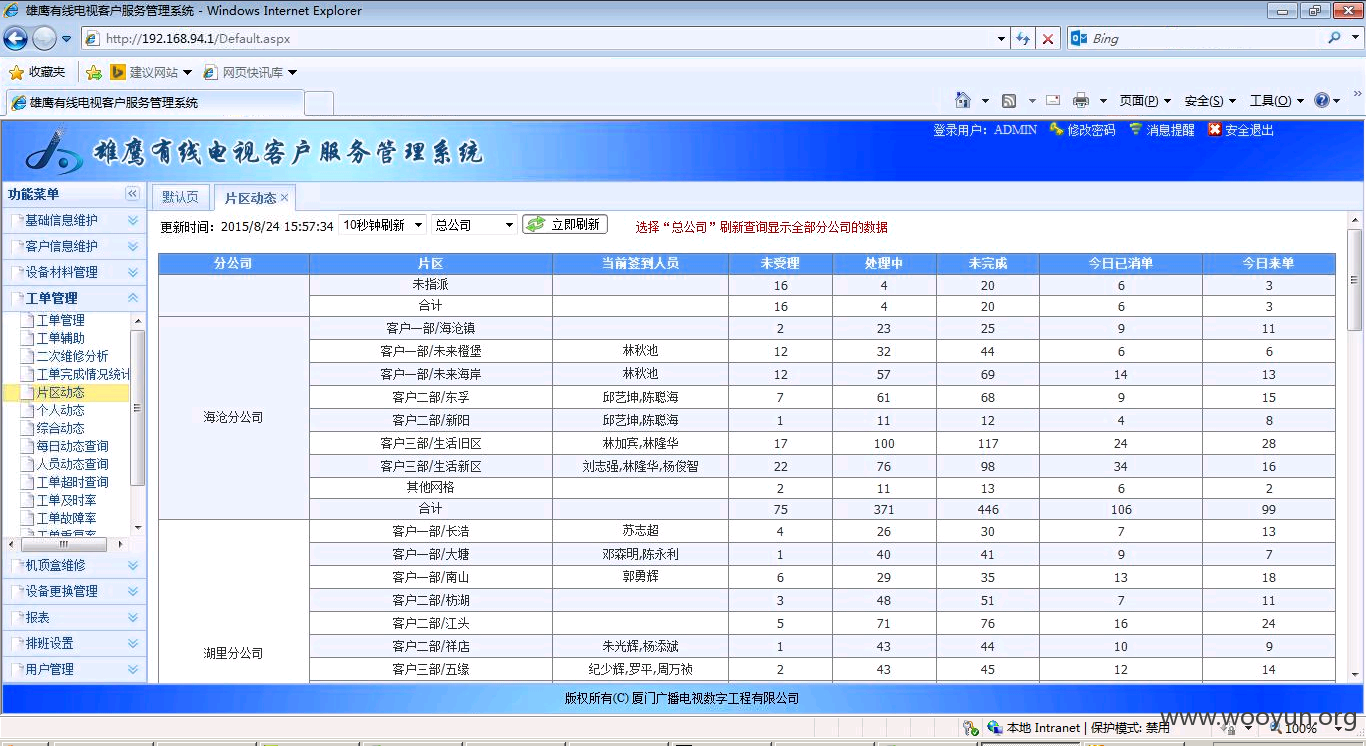 雄鹰有线电视客户服务管理系统 - Windows Internet Explorer
http://192.168.94.1/Default.aspx
Bing
收藏夹 建议网站 网页快讯库
雄鹰有线电视客户服务管理系统
页面(P) 安全(S) 工具(O)
登录用户：ADMIN 修改密码 消息提醒 安全退出
雄鹰有线电视客户服务管理系统
功能菜单
基础信息维护
客户信息维护
设备材料管理
工单管理
工单管理
工单辅助
二次维修分析
工单完成情况统计
片区动态
个人动态
综合动态
每日动态查询
人员动态查询
工单超时查询
工单及时率
工单故障率
工单重复率
机顶盒维修
设备更换管理
报表
排班设置
用户管理
默认页 片区动态
更新时间：2015/8/24 15:57:34 10秒钟刷新 总公司 立即刷新 选择“总公司”刷新查询显示全部分公司的数据
分公司 片区 当前签到人员 未受理 处理中 未完成 今日已消单 今日来单
未指派 16 4 20 6 3
合计 16 4 20 6 3
海沧分公司
客户一部/海沧镇 2 23 25 9 11
客户一部/未来橙堡 林秋池 12 32 44 6 6
客户一部/未来海岸 林秋池 12 57 69 14 13
客户二部/东孚 邱艺坤,陈聪海 7 61 68 9 15
客户二部/新阳 邱艺坤,陈聪海 1 11 12 4 8
客户三部/生活旧区 林加宾,林隆华 17 100 117 24 28
客户三部/生活新区 刘志强,林隆华,杨俊智 22 76 98 34 16
其他网格 2 11 13 6 2
合计 75 371 446 106 99
湖里分公司
客户一部/长浩 苏志超 4 26 30 7 13
客户一部/大塘 邓森明,陈永利 1 40 41 9 7
客户一部/南山 郭勇辉 6 29 35 13 18
客户二部/枋湖 3 48 51 7 11
客户二部/江头 5 71 76 16 24
客户二部/祥店 朱光辉,杨添斌 1 43 44 10 9
客户三部/五缘 纪少辉,罗平,周万祯 2 43 45 12 14
版权所有(C) 厦门广播电视数字工程有限公司
本地 Intranet | 保护模式: 禁用
100%
www.wooyun.org